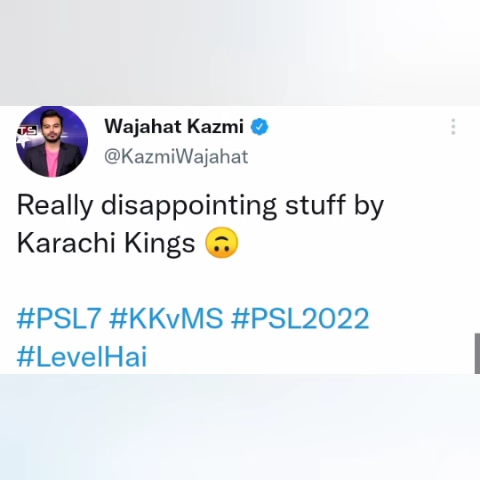 Wajahat Kazmi
@KazmiWajahat
Really disappointing stuff by
Karachi Kings 🙃
#PSL7 #KKvMS #PSL2022
#LevelHai